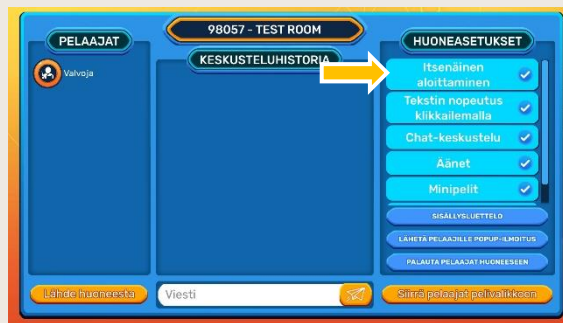 98057 - TEST ROOM
PELAAJAT
Valvoja
KESKUSTELUHISTORIA
HUONEASETUKSET
Itsenäinen
aloittaminen
Tekstin nopeutus
klikkailemalla
Chat-keskustelu
Äänet
Minipelit
SISÄLLYSLUETTELO
LÄHETÄ PELAAJILLE POPUP-ILMOITUS
PALAUTA PELAAJAT HUONEESEEN
Lähde huoneesta
Viesti
Siirrä pelaajat pelivalikkoon